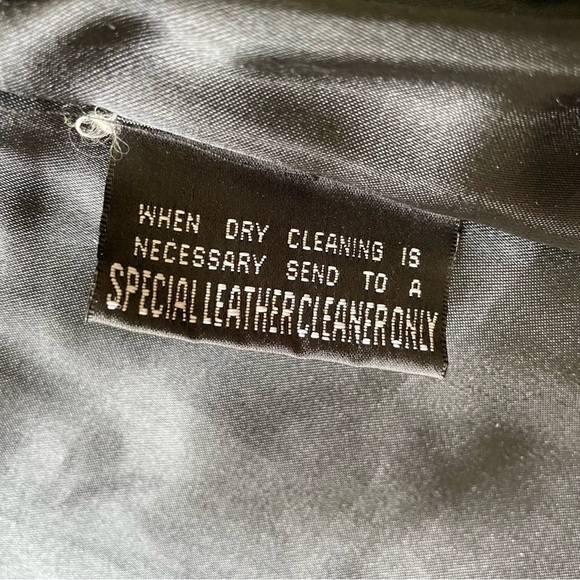 WHEN DRY CLEANING IS
NECESSARY SEND TO A
SPECIAL LEATHER CLEANER ONLY